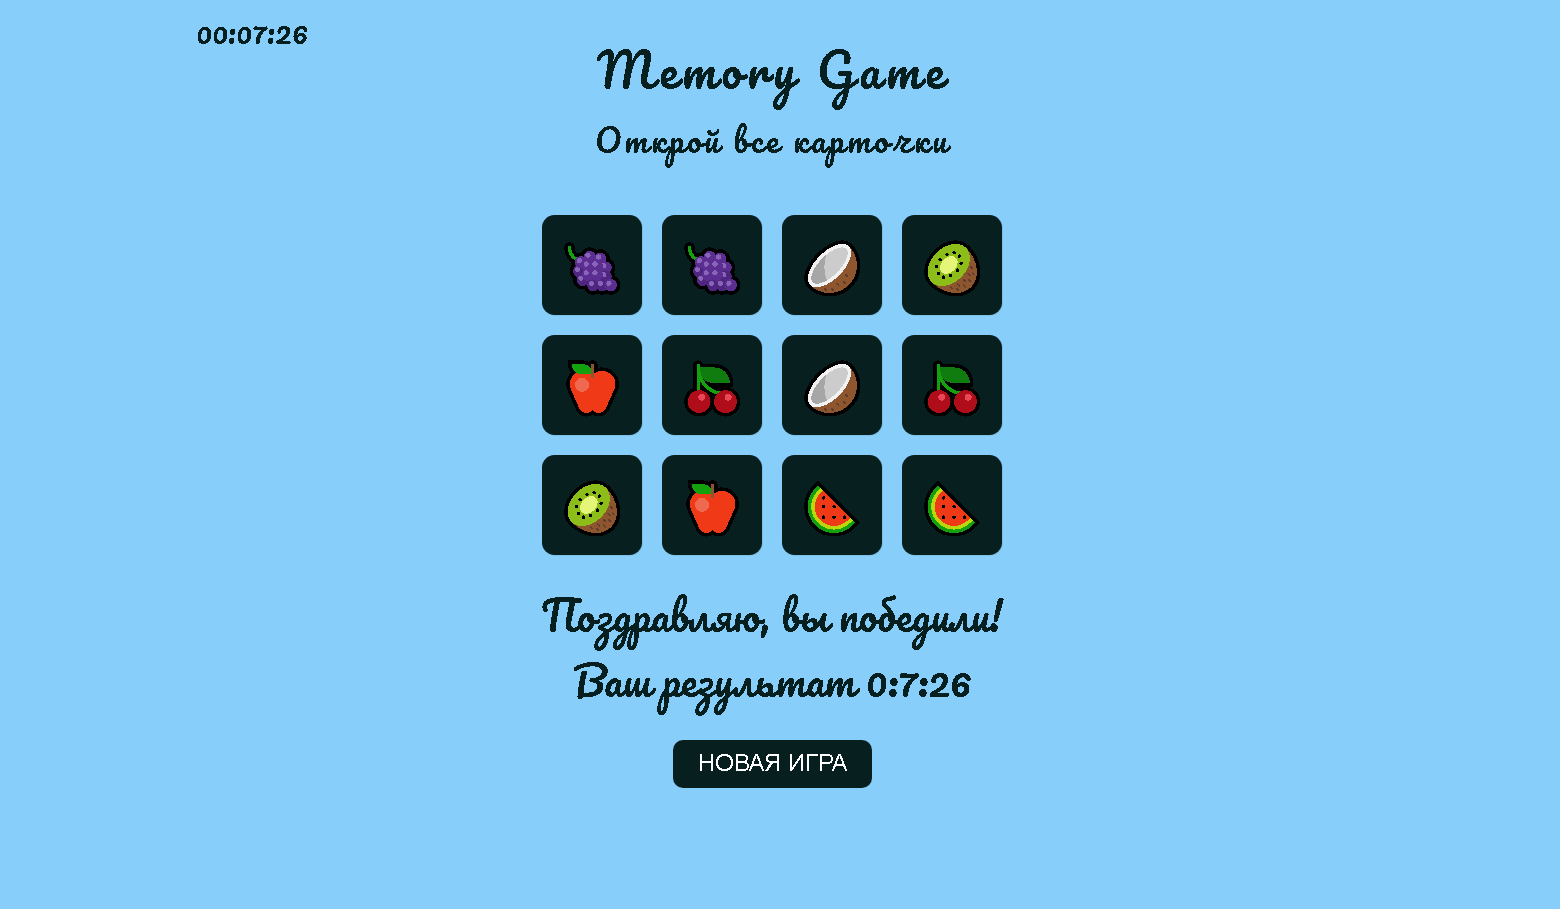 00:07:26
Memory Game
Открой все карточки
Поздравляю, вы победили!
Ваш результат 0:7:26
НОВАЯ ИГРА